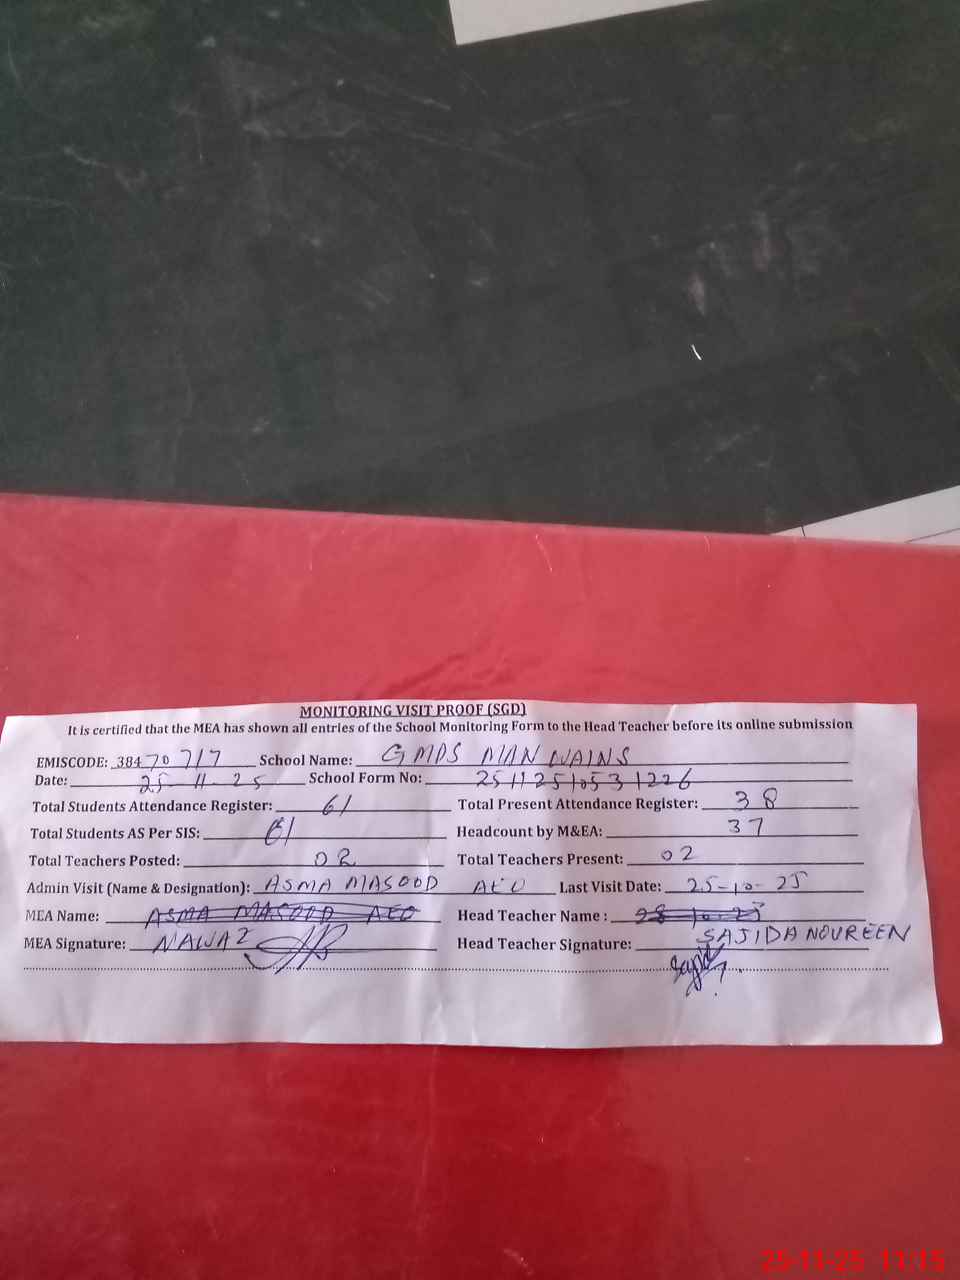 MONITORING VISIT PROOF (SGD)
It is certified that the MEA has shown all entries of the School Monitoring Form to the Head Teacher before its online submission
EMISCODE: 38470717 School Name: GMPS MAN WAINS
Date: 25-11-25 School Form No: 2511251053 1226
Total Students Attendance Register: 61 Total Present Attendance Register: 38
Total Students AS Per SIS: 61 Headcount by M&EA: 37
Total Teachers Posted: 02 Total Teachers Present: 02
Admin Visit (Name & Designation): ASMA MASOOD AEO Last Visit Date: 25-10-25
MEA Name: ASMA MASOOD AEO Head Teacher Name : 25-10-25
MEA Signature: NAWAZ Head Teacher Signature: SAJIDA NOUREEN
25-11-25 11:15